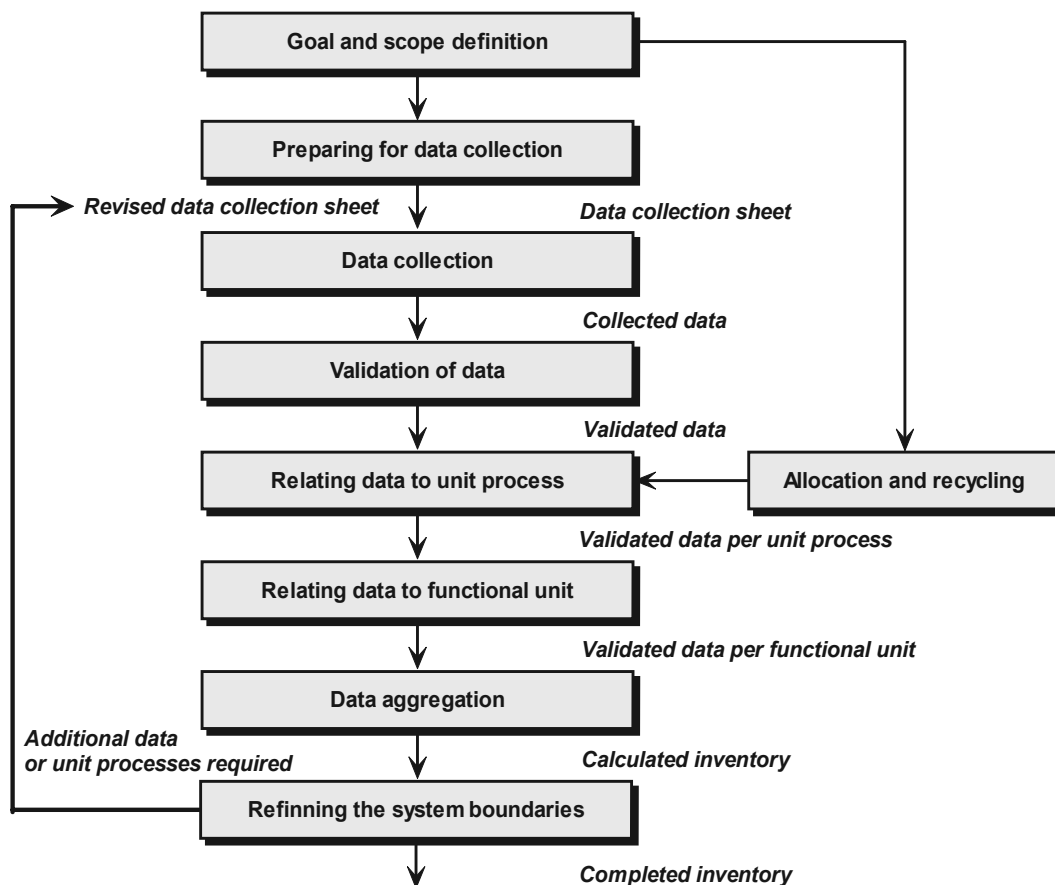 Goal and scope definition
Preparing for data collection
Revised data collection sheet
Data collection sheet
Data collection
Collected data
Validation of data
Validated data
Relating data to unit process
Allocation and recycling
Validated data per unit process
Relating data to functional unit
Validated data per functional unit
Data aggregation
Additional data
or unit processes required
Calculated inventory
Refinning the system boundaries
Completed inventory